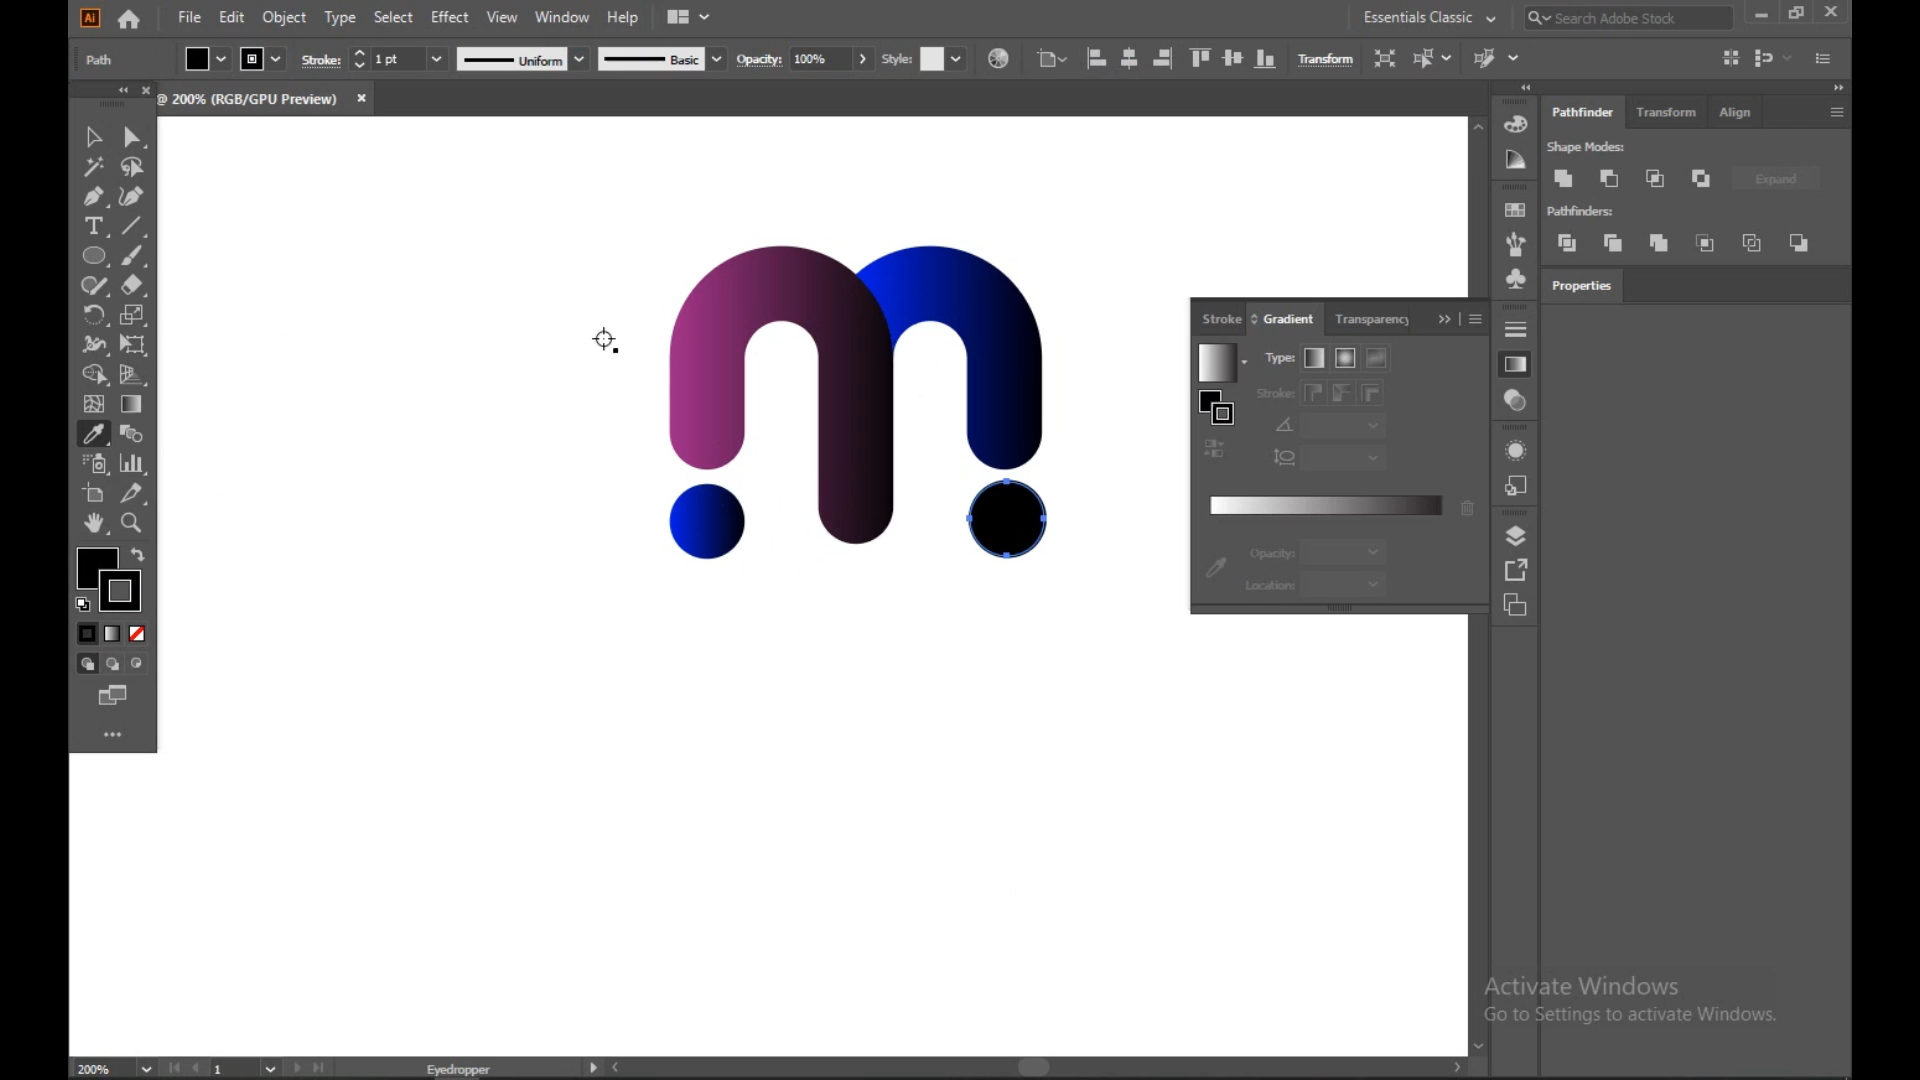 Ai File Edit Object Type Select Effect View Window Help Essentials Classic Search Adobe Stock
Path Stroke: 1 pt Uniform Basic Opacity: 100% Style: Transform
@ 200% (RGB/GPU Preview)
Pathfinder Transform Align
Shape Modes:
Expand
Pathfinders:
Properties
Stroke Gradient Transparency
Type:
Stroke:
Opacity:
Location:
Activate Windows
Go to Settings to activate Windows.
200% 1 Eyedropper